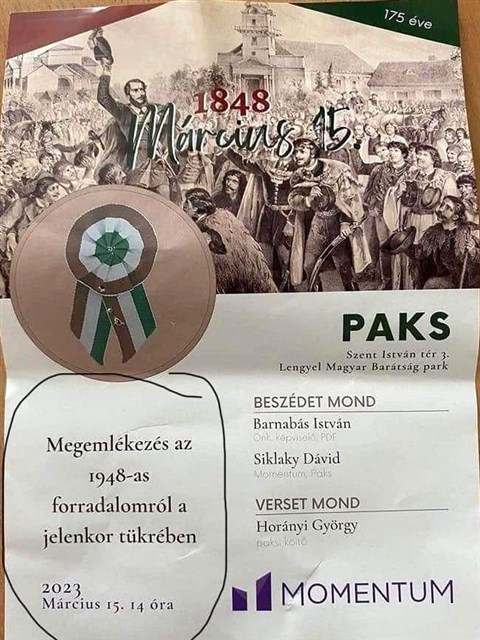 175 éve
1848
Március 15.
PAKS
Szent István tér 3.
Lengyel Magyar Barátság park
BESZÉDET MOND
Barnabás István
Önk. képviselő, PDF
Siklaky Dávid
Momentum, Paks
VERSET MOND
Horányi György
paksi költő
Megemlékezés az
1948-as
forradalomról a
jelenkor tükrében
2023
Március 15. 14 óra
MOMENTUM